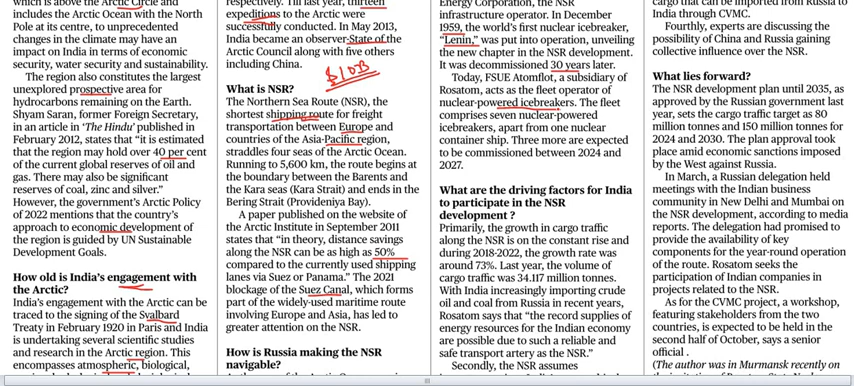 which is above the Arctic Circle and
includes the Arctic Ocean with the North
Pole at its centre, to unprecedented
changes in the climate may have an
impact on India in terms of economic
security, water security and sustainability.
The region also constitutes the largest
unexplored prospective area for
hydrocarbons remaining on the Earth.
Shyam Saran, former Foreign Secretary,
in an article in ‘The Hindu’ published in
February 2012, states that “it is estimated
that the region may hold over 40 per cent
of the current global reserves of oil and
gas. There may also be significant
reserves of coal, zinc and silver.”
However, the government’s Arctic Policy
of 2022 mentions that the country’s
approach to economic development of
the region is guided by UN Sustainable
Development Goals.
How old is India’s engagement with
the Arctic?
India’s engagement with the Arctic can be
traced to the signing of the Svalbard
Treaty in February 1920 in Paris and India
is undertaking several scientific studies
and research in the Arctic region. This
encompasses atmospheric, biological,
respectively. Till last year, thirteen
expeditions to the Arctic were
successfully conducted. In May 2013,
India became an observer-State of the
Arctic Council along with five others
including China.
$10B
What is NSR?
The Northern Sea Route (NSR), the
shortest shipping route for freight
transportation between Europe and
countries of the Asia-Pacific region,
straddles four seas of the Arctic Ocean.
Running to 5,600 km, the route begins at
the boundary between the Barents and
the Kara seas (Kara Strait) and ends in the
Bering Strait (Provideniya Bay).
A paper published on the website of
the Arctic Institute in September 2011
states that “in theory, distance savings
along the NSR can be as high as 50%
compared to the currently used shipping
lanes via Suez or Panama.” The 2021
blockage of the Suez Canal, which forms
part of the widely-used maritime route
involving Europe and Asia, has led to
greater attention on the NSR.
How is Russia making the NSR
navigable?
Energy Corporation, the NSR
infrastructure operator. In December
1959, the world’s first nuclear icebreaker,
“Lenin,” was put into operation, unveiling
the new chapter in the NSR development.
It was decommissioned 30 years later.
Today, FSUE Atomflot, a subsidiary of
Rosatom, acts as the fleet operator of
nuclear-powered icebreakers. The fleet
comprises seven nuclear-powered
icebreakers, apart from one nuclear
container ship. Three more are expected
to be commissioned between 2024 and
2027.
What are the driving factors for India
to participate in the NSR
development ?
Primarily, the growth in cargo traffic
along the NSR is on the constant rise and
during 2018-2022, the growth rate was
around 73%. Last year, the volume of
cargo traffic was 34.117 million tonnes.
With India increasingly importing crude
oil and coal from Russia in recent years,
Rosatom says that “the record supplies of
energy resources for the Indian economy
are possible due to such a reliable and
safe transport artery as the NSR.”
Secondly, the NSR assumes
cargo that can be imported from Russia to
India through CVMC.
Fourthly, experts are discussing the
possibility of China and Russia gaining
collective influence over the NSR.
What lies forward?
The NSR development plan until 2035, as
approved by the Russian government last
year, sets the cargo traffic target as 80
million tonnes and 150 million tonnes for
2024 and 2030. The plan approval took
place amid economic sanctions imposed
by the West against Russia.
In March, a Russian delegation held
meetings with the Indian business
community in New Delhi and Mumbai on
the NSR development, according to media
reports. The delegation had promised to
provide the availability of key
components for the year-round operation
of the route. Rosatom seeks the
participation of Indian companies in
projects related to the NSR.
As for the CVMC project, a workshop,
featuring stakeholders from the two
countries, is expected to be held in the
second half of October, says a senior
official .
(The author was in Murmansk recently on